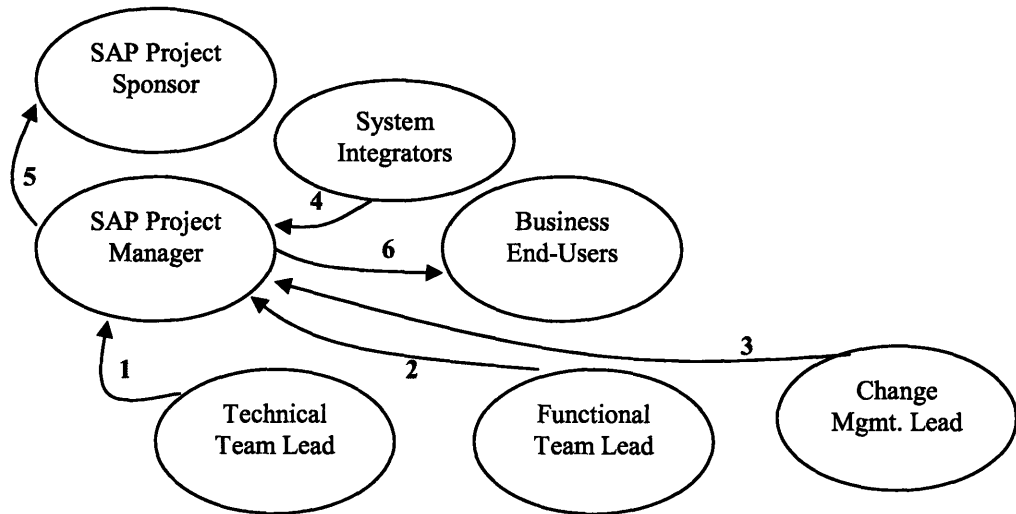 SAP Project
Sponsor
System
Integrators
5
4
SAP Project
Manager
Business
End-Users
6
3
1
2
Technical
Team Lead
Functional
Team Lead
Change
Mgmt. Lead